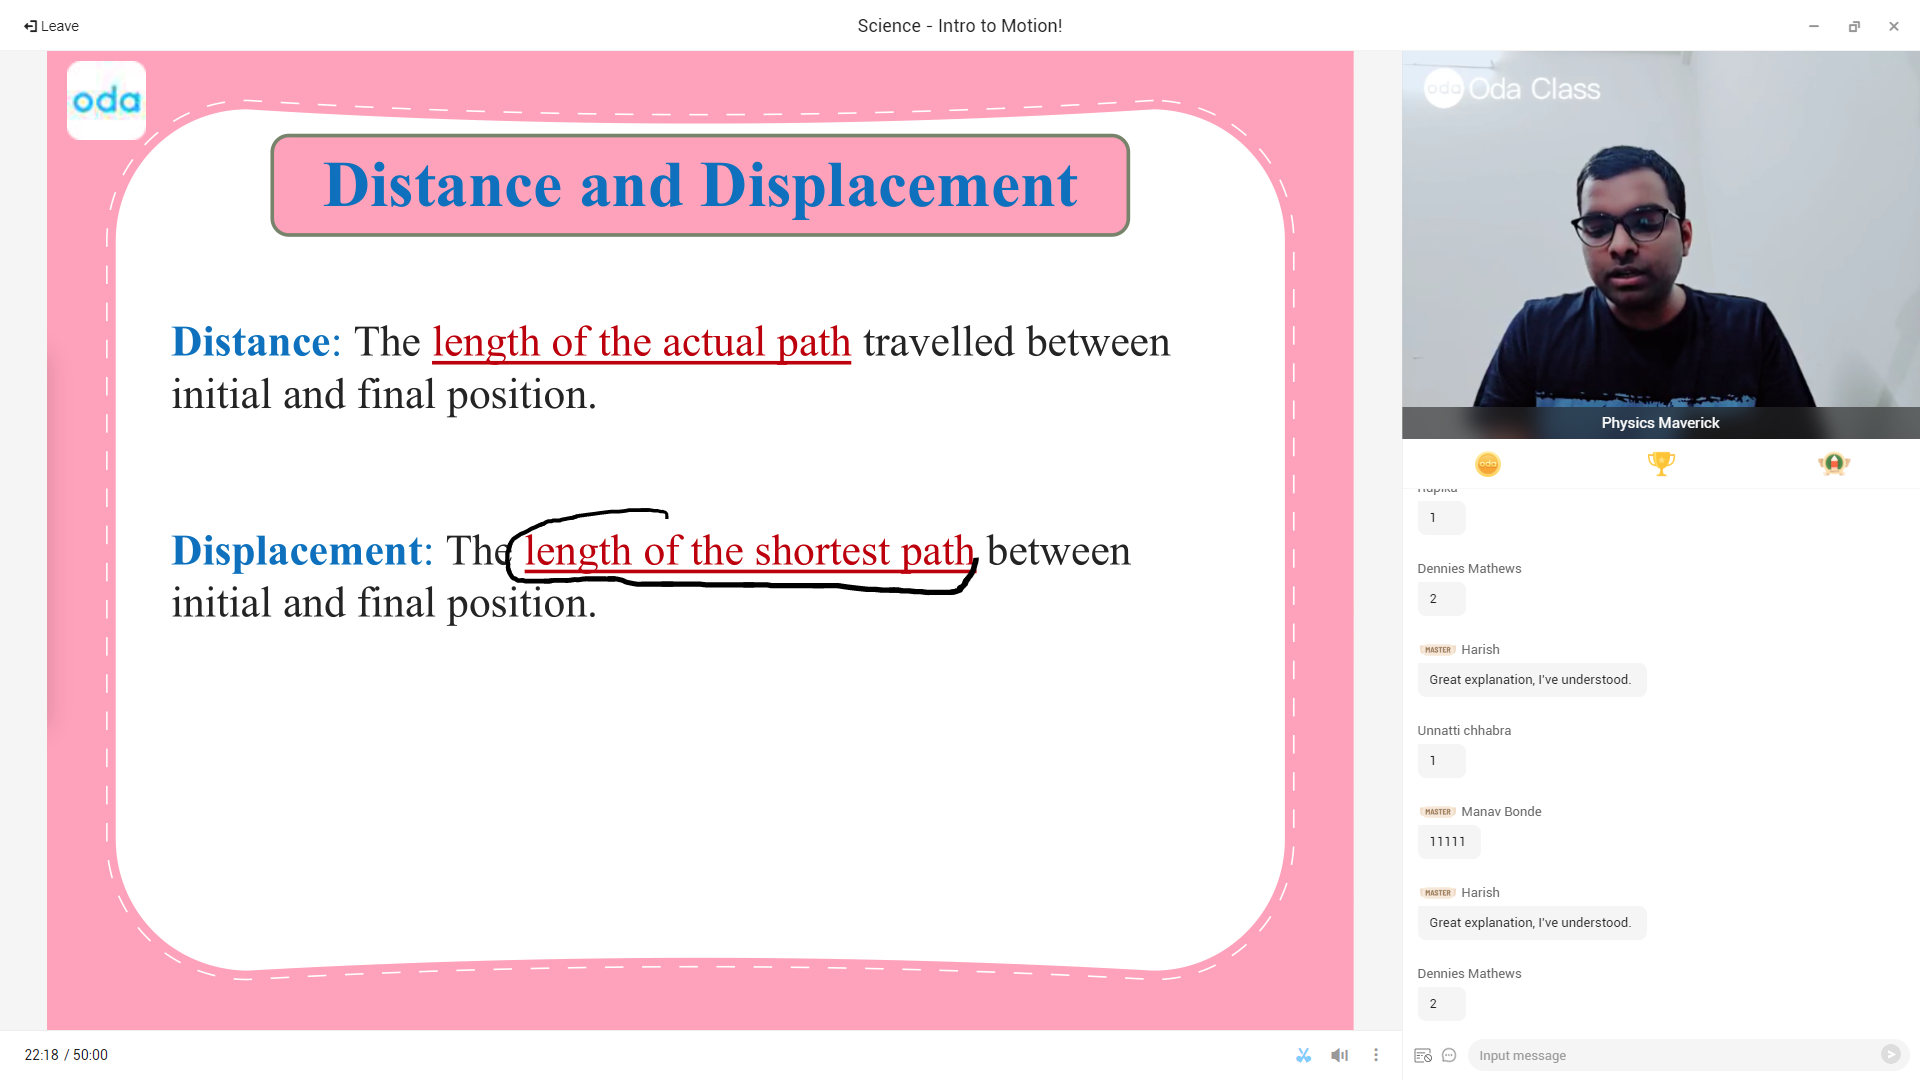 Leave
Science - Intro to Motion!
oda
Distance and Displacement
Distance: The length of the actual path travelled between
initial and final position.
Displacement: The length of the shortest path between
initial and final position.
22:18 / 50:00
oda Oda Class
Physics Maverick
oda
1
Dennies Mathews
2
MASTER Harish
Great explanation, I've understood.
Unnatti chhabra
1
MASTER Manav Bonde
11111
MASTER Harish
Great explanation, I've understood.
Dennies Mathews
2
Input message